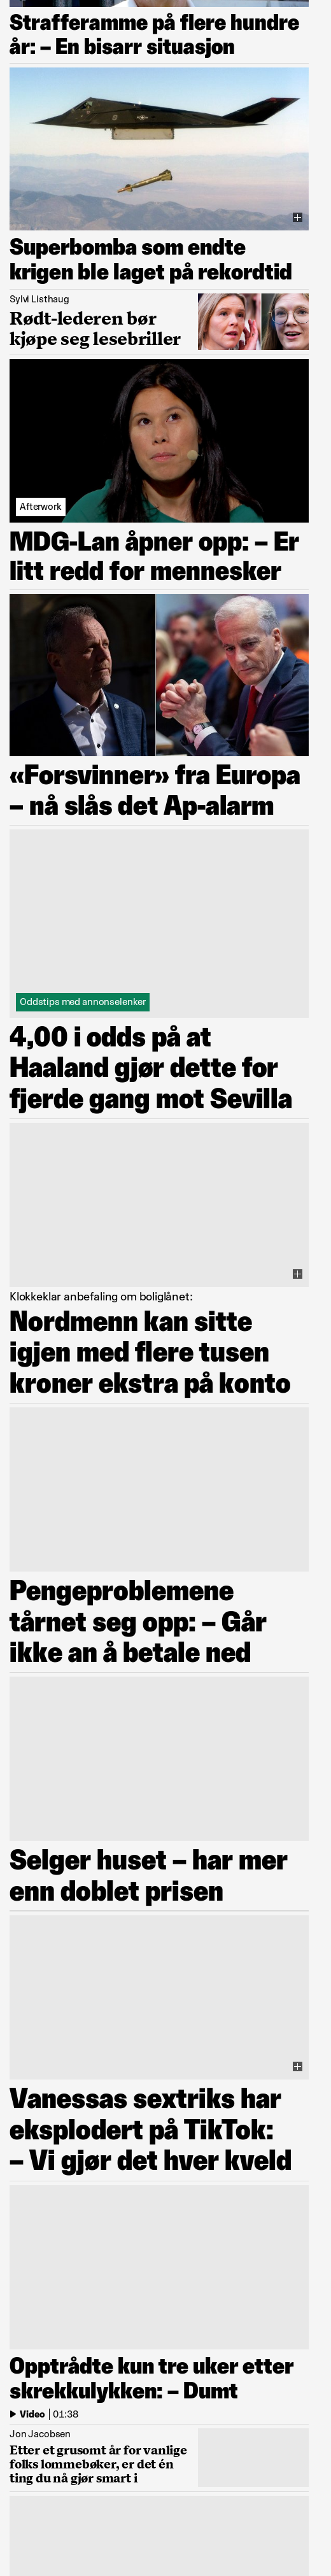 Strafferamme på flere hundre
år: – En bisarr situasjon
Superbomba som endte
krigen ble laget på rekordtid
Sylvi Listhaug
Rødt-lederen bør
kjøpe seg lesebriller
Afterwork
MDG-Lan åpner opp: – Er
litt redd for mennesker
«Forsvinner» fra Europa
– nå slås det Ap-alarm
Oddstips med annonselenker
4,00 i odds på at
Haaland gjør dette for
fjerde gang mot Sevilla
Klokkeklar anbefaling om boliglånet:
Nordmenn kan sitte
igjen med flere tusen
kroner ekstra på konto
Pengeproblemene
tårnet seg opp: – Går
ikke an å betale ned
Selger huset – har mer
enn doblet prisen
Vanessas sextriks har
eksplodert på TikTok:
– Vi gjør det hver kveld
Opptrådte kun tre uker etter
skrekkulykken: – Dumt
Video | 01:38
Jon Jacobsen
Etter et grusomt år for vanlige
folks lommebøker, er det én
ting du nå gjør smart i